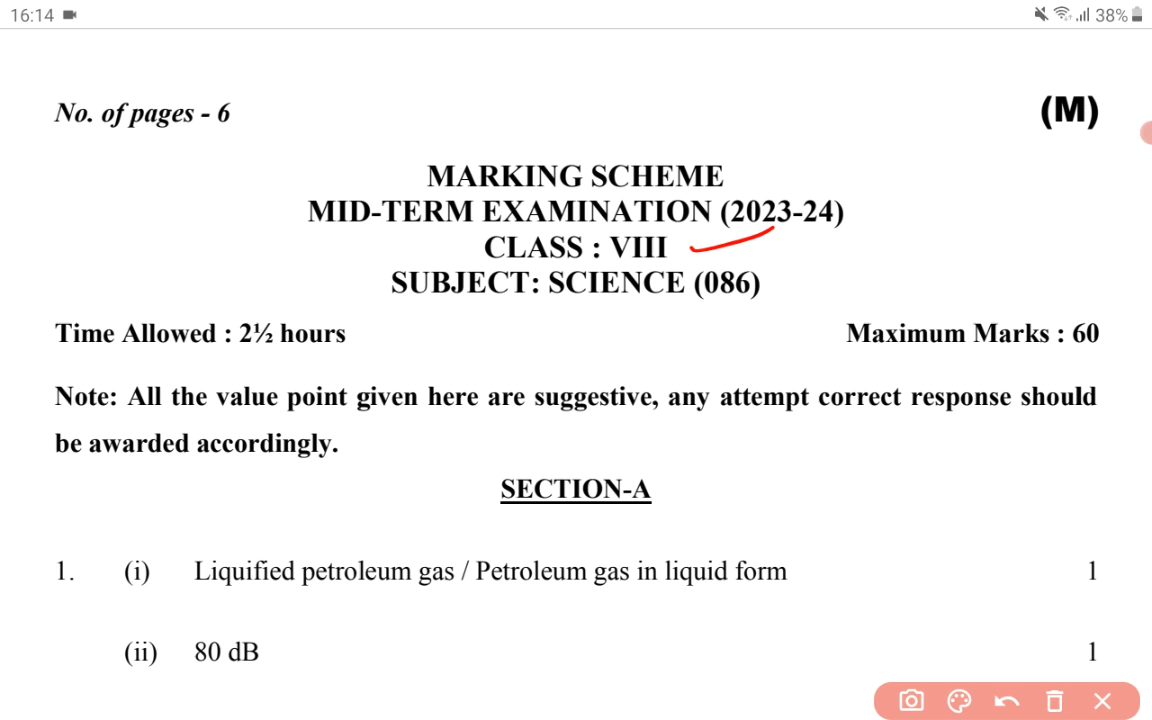 16:14 38%
No. of pages - 6 (M)
MARKING SCHEME
MID-TERM EXAMINATION (2023-24)
CLASS : VIII
SUBJECT: SCIENCE (086)
Time Allowed : 2½ hours Maximum Marks : 60
Note: All the value point given here are suggestive, any attempt correct response should
be awarded accordingly.
SECTION-A
1. (i) Liquified petroleum gas / Petroleum gas in liquid form 1
(ii) 80 dB 1